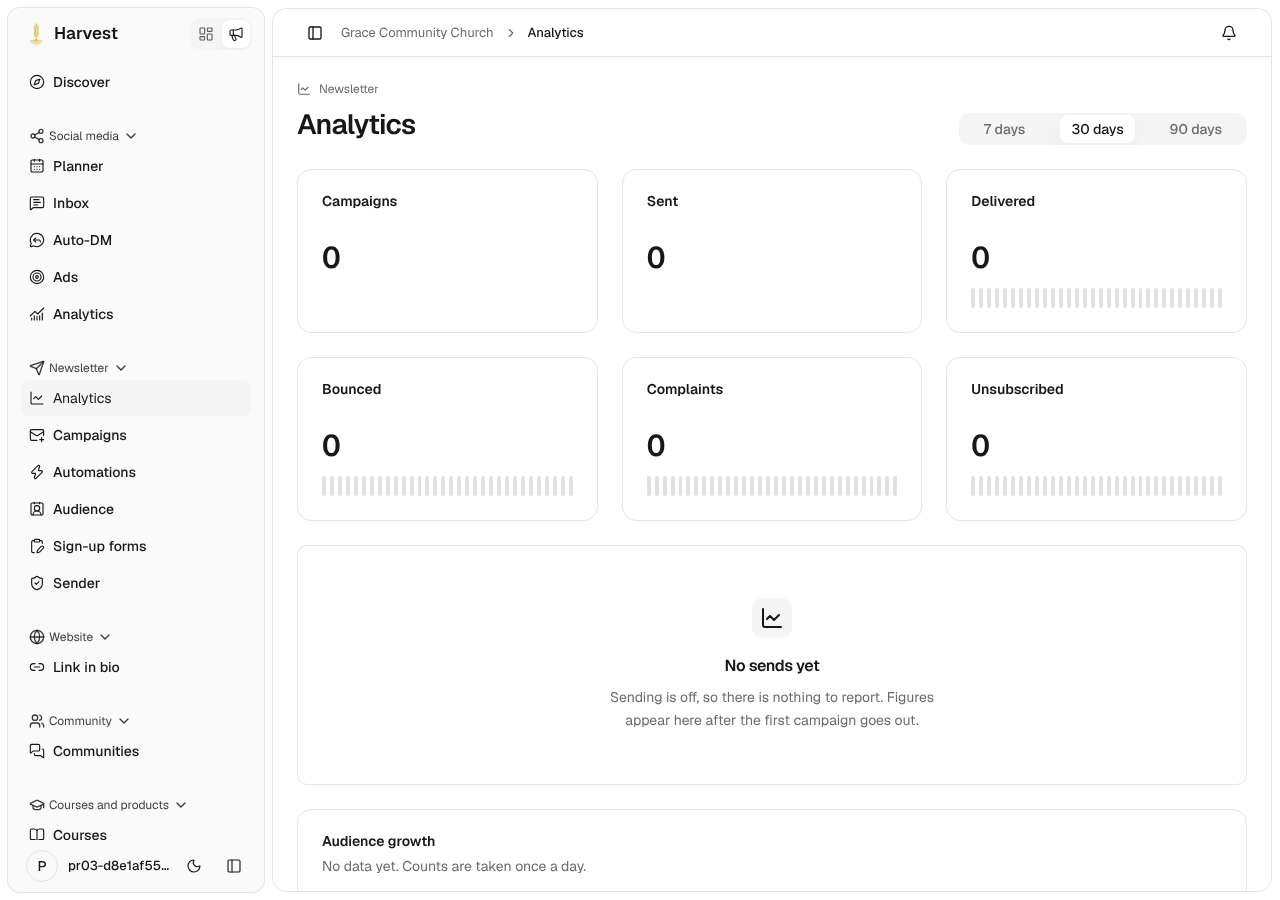 Harvest
Discover
Social media
Planner
Inbox
Auto-DM
Ads
Analytics
Newsletter
Analytics
Campaigns
Automations
Audience
Sign-up forms
Sender
Website
Link in bio
Community
Communities
Courses and products
Courses
P
pr03-d8e1af55...
Grace Community Church > Analytics
Newsletter
Analytics
7 days
30 days
90 days
Campaigns
0
Sent
0
Delivered
0
Bounced
0
Complaints
0
Unsubscribed
0
No sends yet
Sending is off, so there is nothing to report. Figures
appear here after the first campaign goes out.
Audience growth
No data yet. Counts are taken once a day.